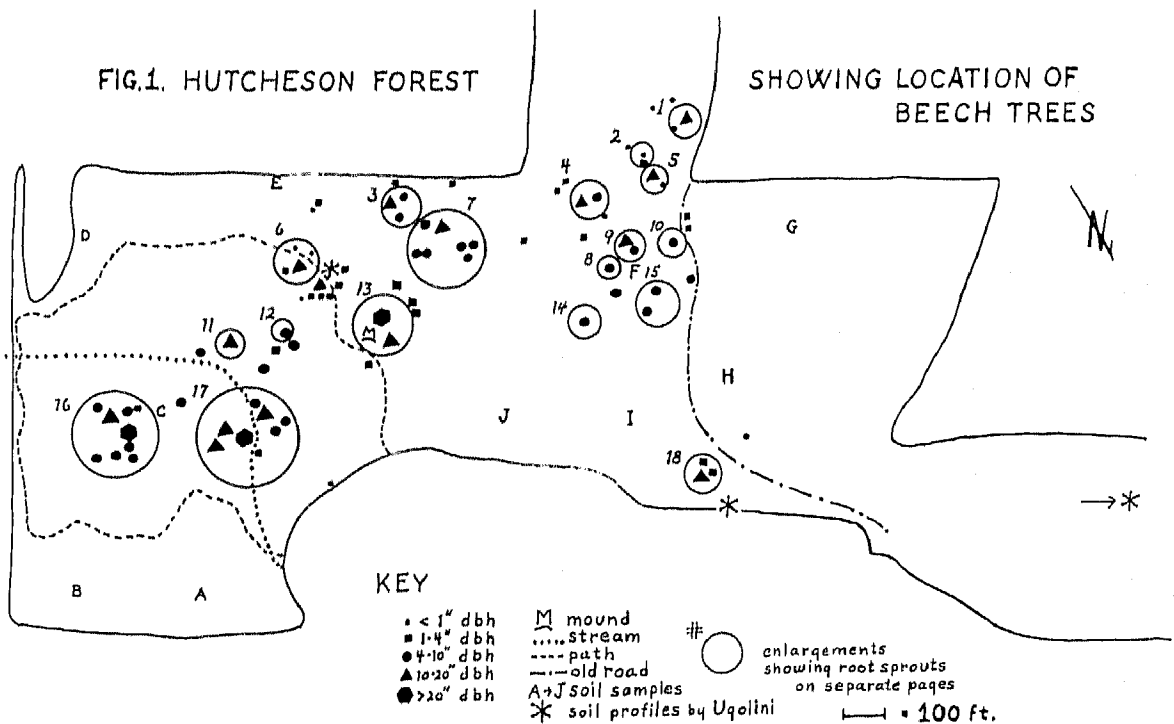 FIG.1. HUTCHESON FOREST
SHOWING LOCATION OF
BEECH TREES
1
2
5
4
E
3
7
D
6
9
10
G
8
F
15
13
M
14
12
11
H
16
C
17
J
I
18
N
B
A
KEY
< 1" dbh
1-4" dbh
4-10" dbh
10-20" dbh
>20" dbh
M mound
stream
path
old road
A→J soil samples
soil profiles by Ugolini
#
enlargements
showing root sprouts
on separate pages
= 100 ft.